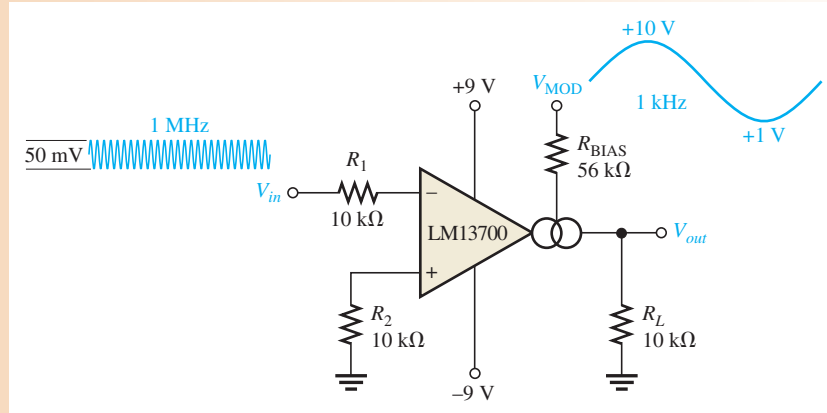 +10 V
+9 V
V_MOD
1 kHz
+1 V
1 MHz
50 mV
R_1
R_BIAS
56 kΩ
V_in
10 kΩ
−
LM13700
V_out
+
R_2
10 kΩ
R_L
10 kΩ
–9 V